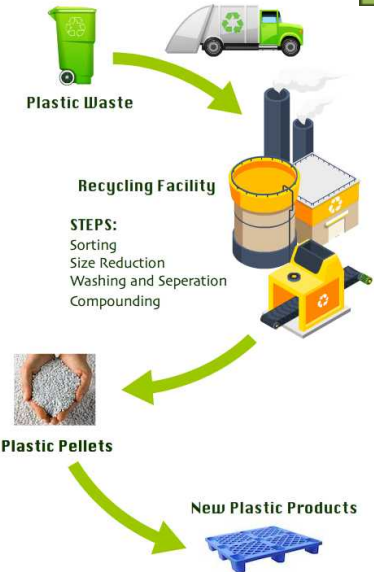 Plastic Waste
Recycling Facility
STEPS:
Sorting
Size Reduction
Washing and Seperation
Compounding
Plastic Pellets
New Plastic Products